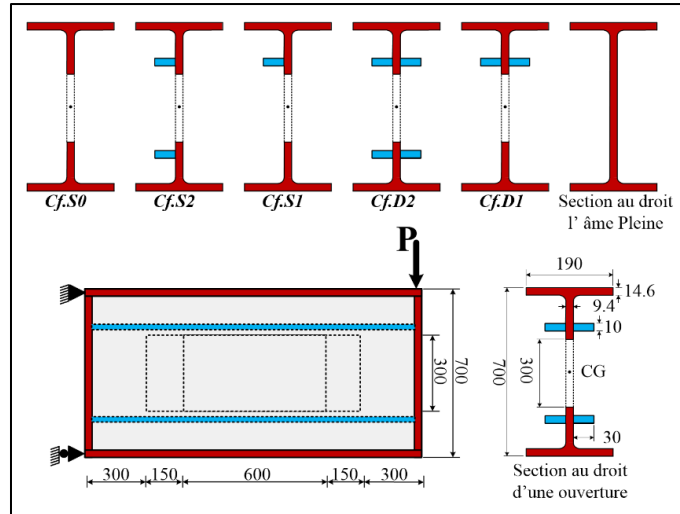 Cf.S0
Cf.S2
Cf.S1
Cf.D2
Cf.D1
Section au droit
l’ âme Pleine
P
300
700
300
150
600
150
300
190
14.6
9.4
10
700
300
CG
30
Section au droit
d’une ouverture